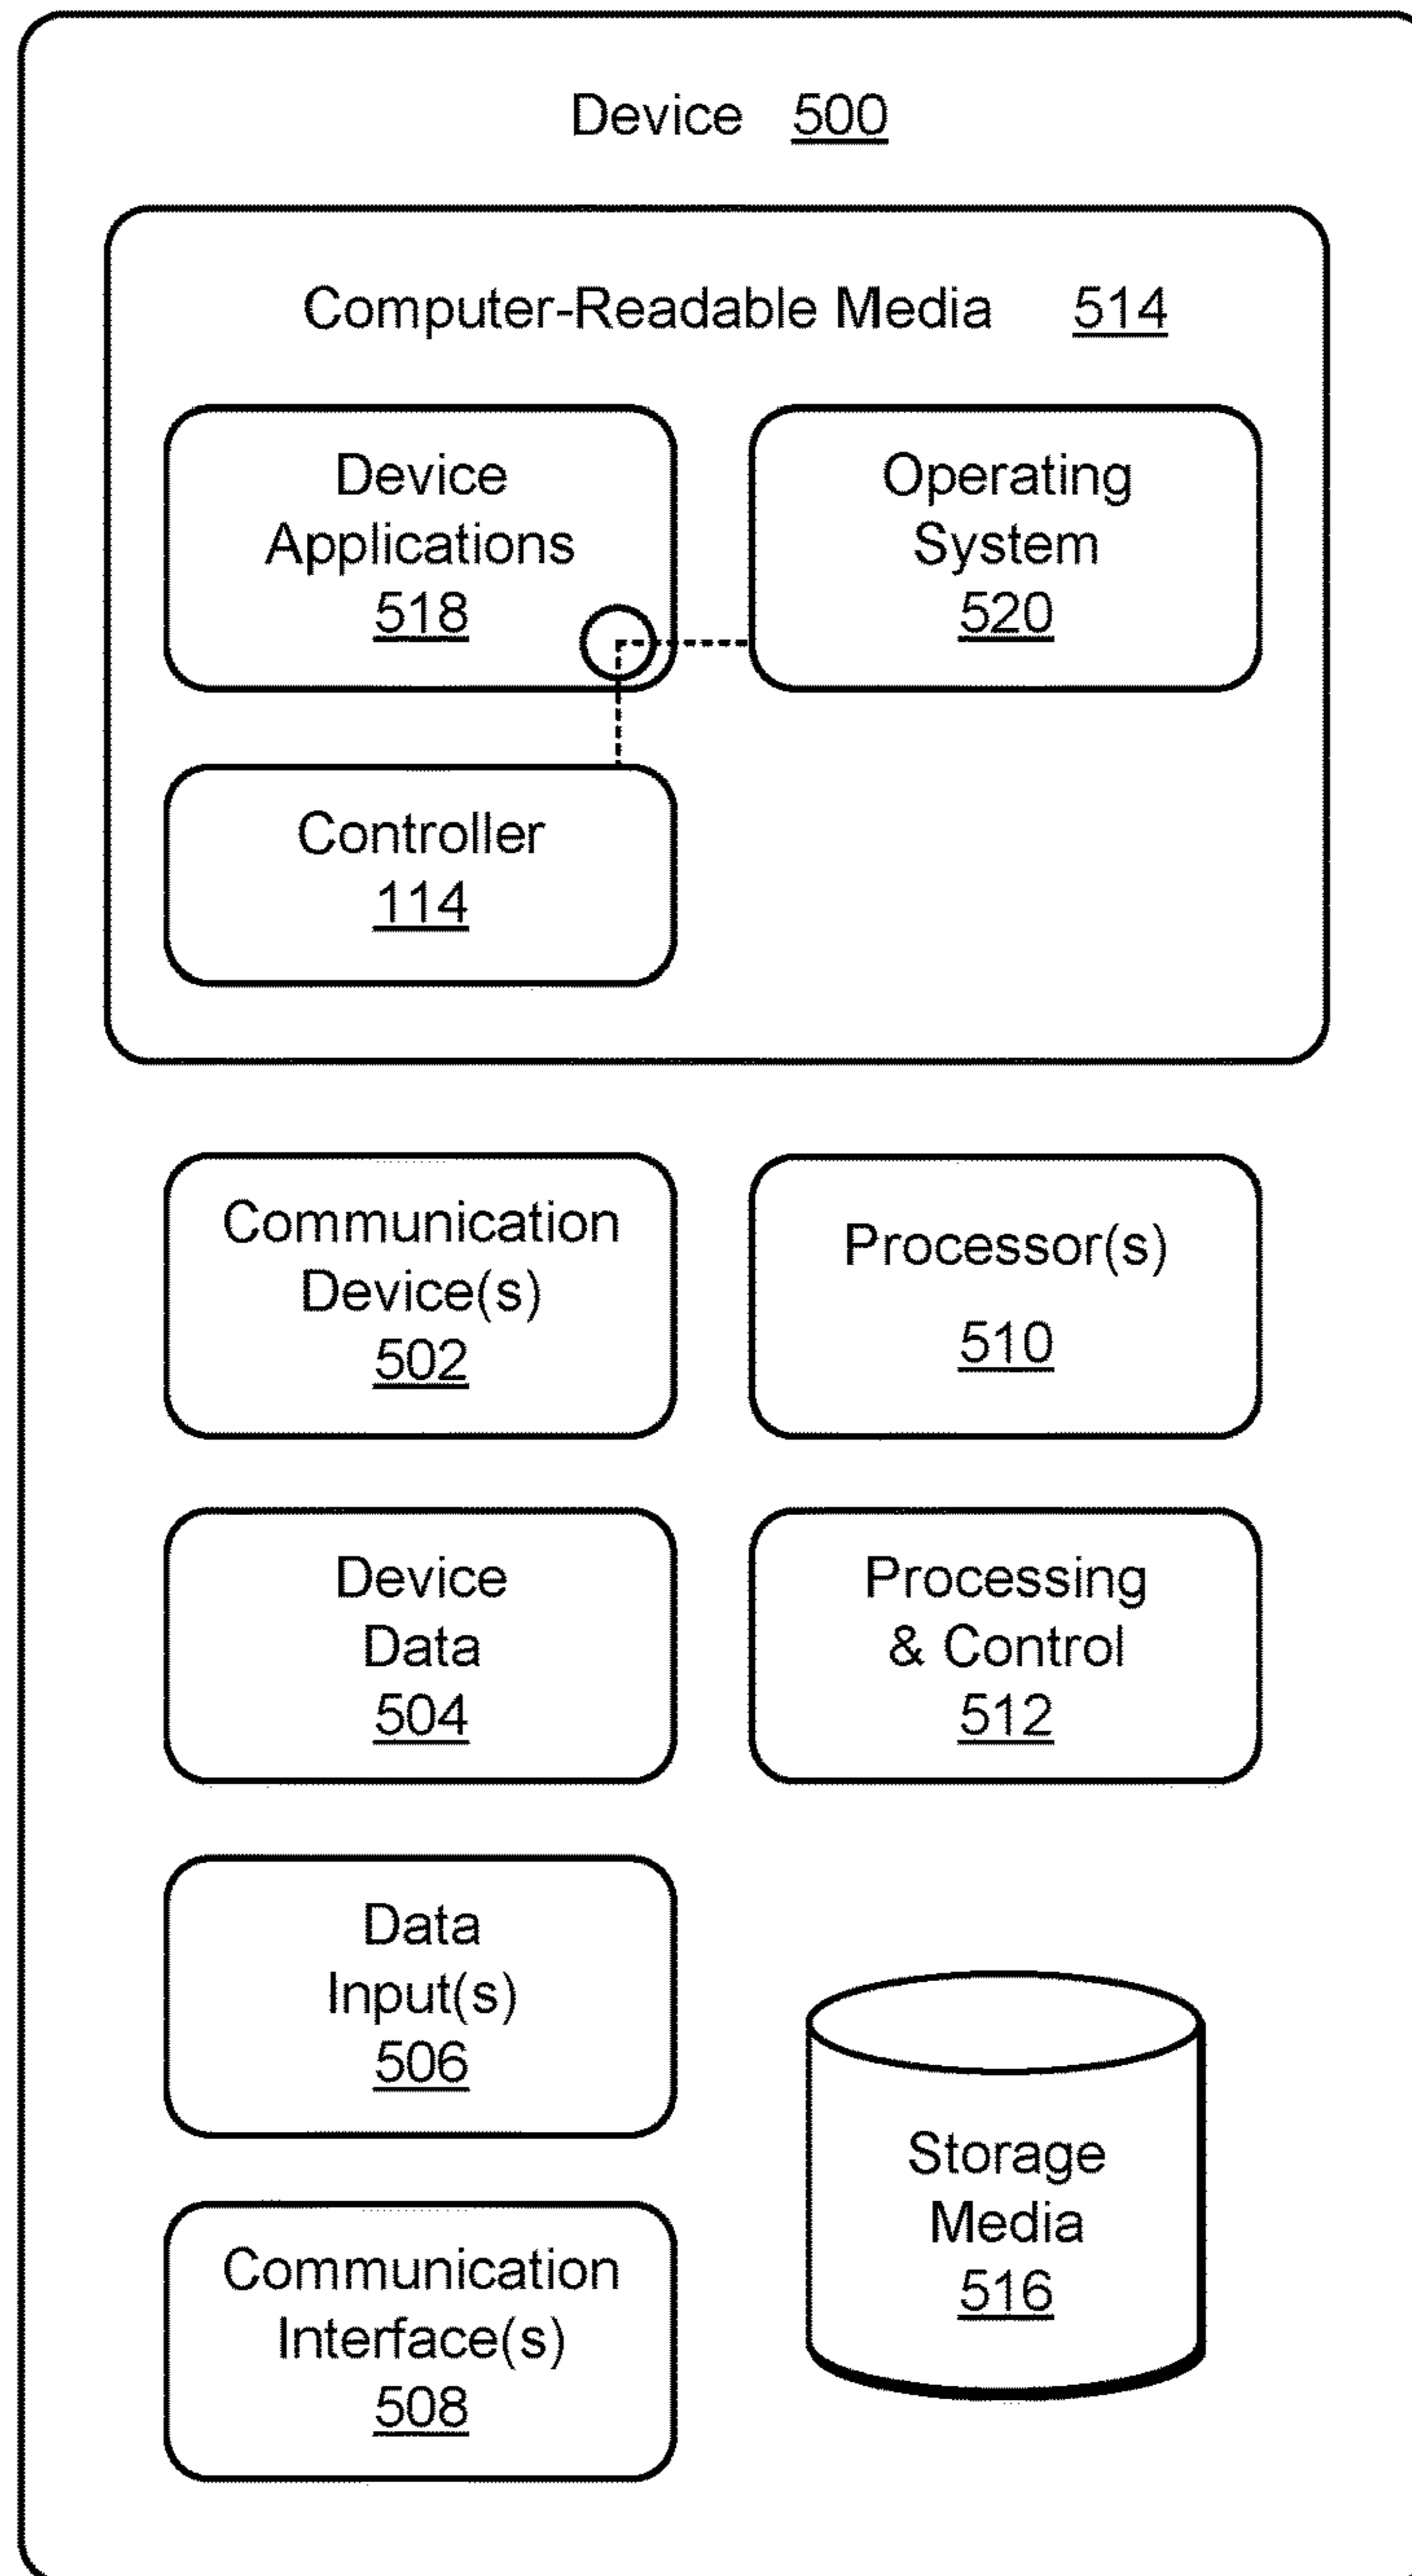 Device 500
Computer-Readable Media 514
Device
Applications
518
Operating
System
520
Controller
114
Communication
Device(s)
502
Processor(s)
510
Device
Data
504
Processing
& Control
512
Data
Input(s)
506
Storage
Media
516
Communication
Interface(s)
508